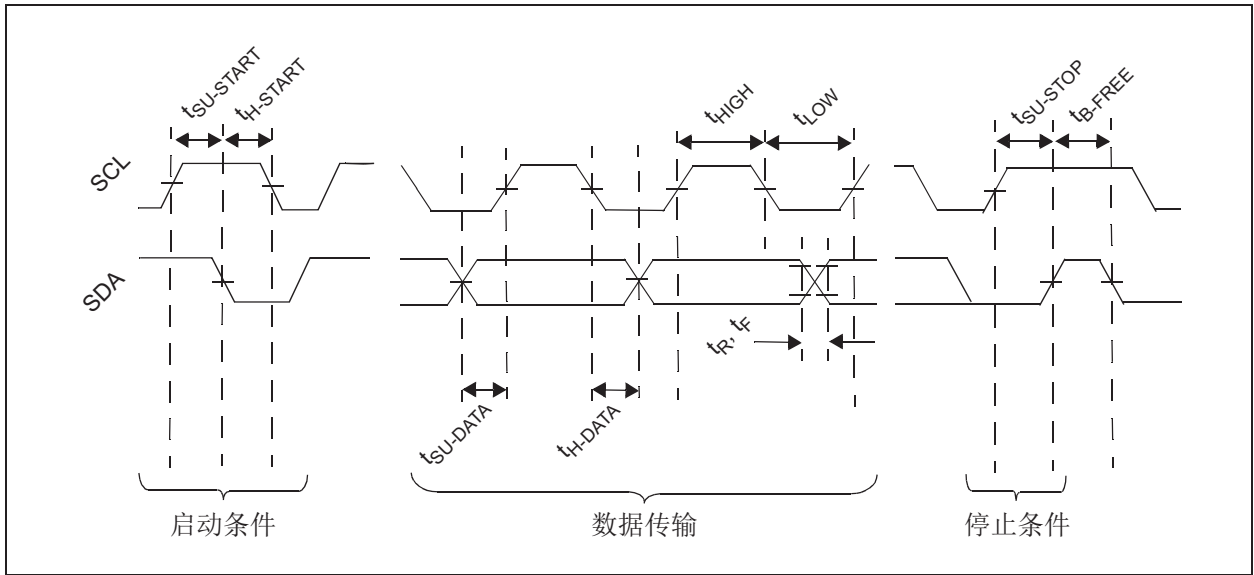 tSU-START
tH-START
tHIGH
tLOW
tSU-STOP
tB-FREE
SCL
SDA
tR, tF
tSU-DATA
tH-DATA
启动条件
数据传输
停止条件